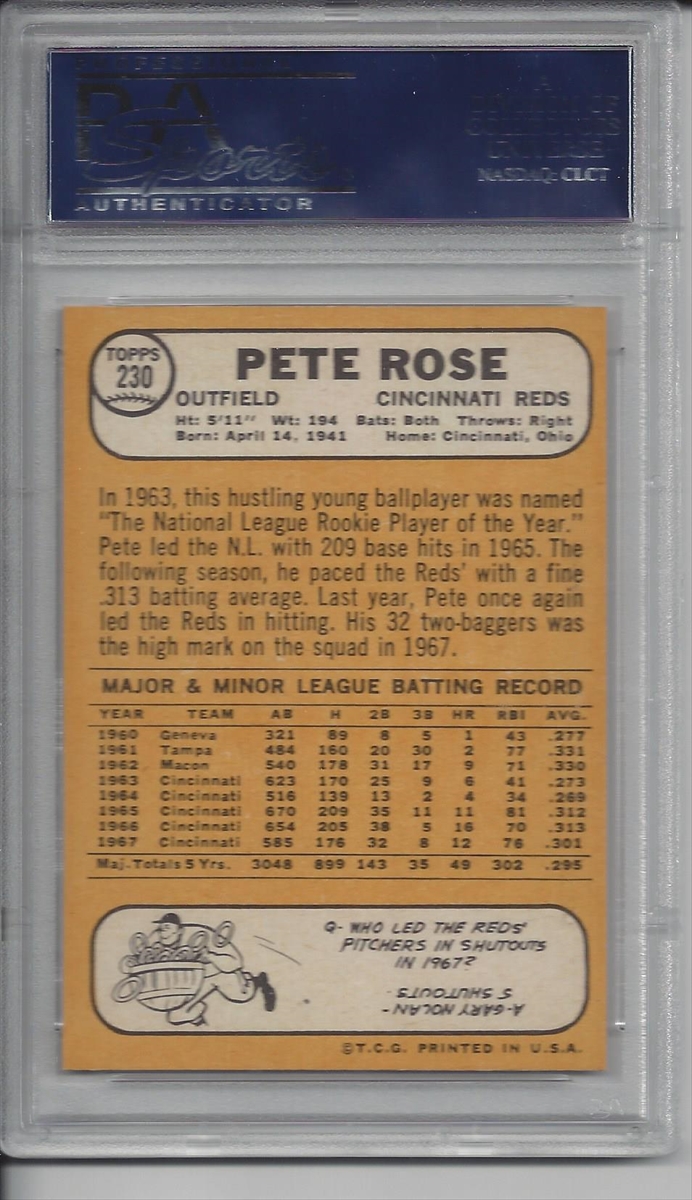 PSA
Sports
AUTHENTICATOR
A
DIVISION OF
COLLECTORS
UNIVERSE
NASDAQ: CLCT
TOPPS
230
PETE ROSE
OUTFIELD CINCINNATI REDS
Ht: 5'11" Wt: 194 Bats: Both Throws: Right
Born: April 14, 1941 Home: Cincinnati, Ohio
In 1963, this hustling young ballplayer was named
"The National League Rookie Player of the Year."
Pete led the N.L. with 209 base hits in 1965. The
following season, he paced the Reds' with a fine
.313 batting average. Last year, Pete once again
led the Reds in hitting. His 32 two-baggers was
the high mark on the squad in 1967.
MAJOR & MINOR LEAGUE BATTING RECORD
YEAR TEAM AB H 2B 3B HR RBI AVG.
1960 Geneva 321 89 8 5 1 43 .277
1961 Tampa 484 160 20 30 2 77 .331
1962 Macon 540 178 31 17 9 71 .330
1963 Cincinnati 623 170 25 9 6 41 .273
1964 Cincinnati 516 139 13 2 4 34 .269
1965 Cincinnati 670 209 35 11 11 81 .312
1966 Cincinnati 654 205 38 5 16 70 .313
1967 Cincinnati 585 176 32 8 12 76 .301
Maj. Totals 5 Yrs. 3048 899 143 35 49 302 .295
Q- WHO LED THE REDS'
PITCHERS IN SHUTOUTS
IN 1967?
A-GARY NOLAN-
5 SHUTOUTS.
©T.C.G. PRINTED IN U.S.A.